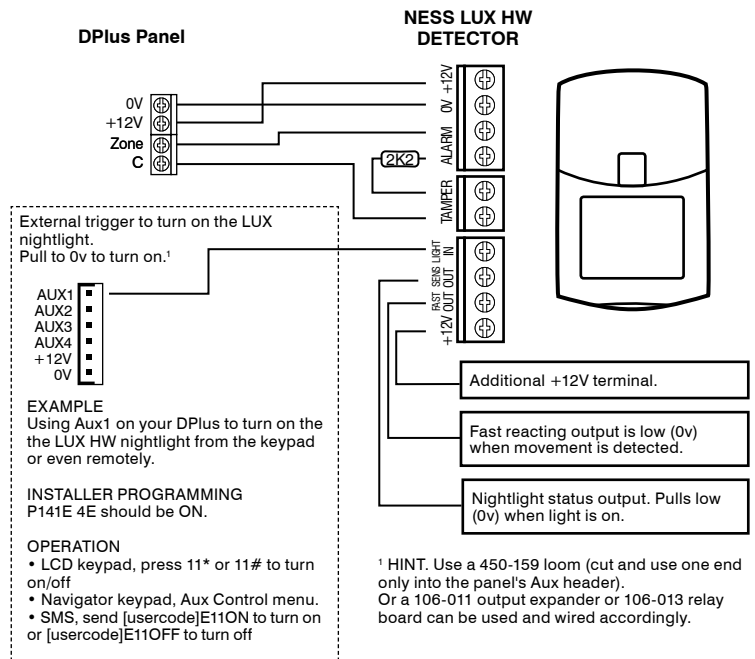 DPlus Panel
NESS LUX HW
DETECTOR
0V
+12V
Zone
C
+12V
0V
ALARM
2K2
TAMPER
LIGHT IN
SENS OUT
FAST OUT
+12V
External trigger to turn on the LUX
nightlight.
Pull to 0v to turn on.¹
AUX1
AUX2
AUX3
AUX4
+12V
0V
EXAMPLE
Using Aux1 on your DPlus to turn on the
the LUX HW nightlight from the keypad
or even remotely.
INSTALLER PROGRAMMING
P141E 4E should be ON.
OPERATION
• LCD keypad, press 11* or 11# to turn
on/off
• Navigator keypad, Aux Control menu.
• SMS, send [usercode]E11ON to turn on
or [usercode]E11OFF to turn off
Additional +12V terminal.
Fast reacting output is low (0v)
when movement is detected.
Nightlight status output. Pulls low
(0v) when light is on.
¹ HINT. Use a 450-159 loom (cut and use one end
only into the panel's Aux header).
Or a 106-011 output expander or 106-013 relay
board can be used and wired accordingly.